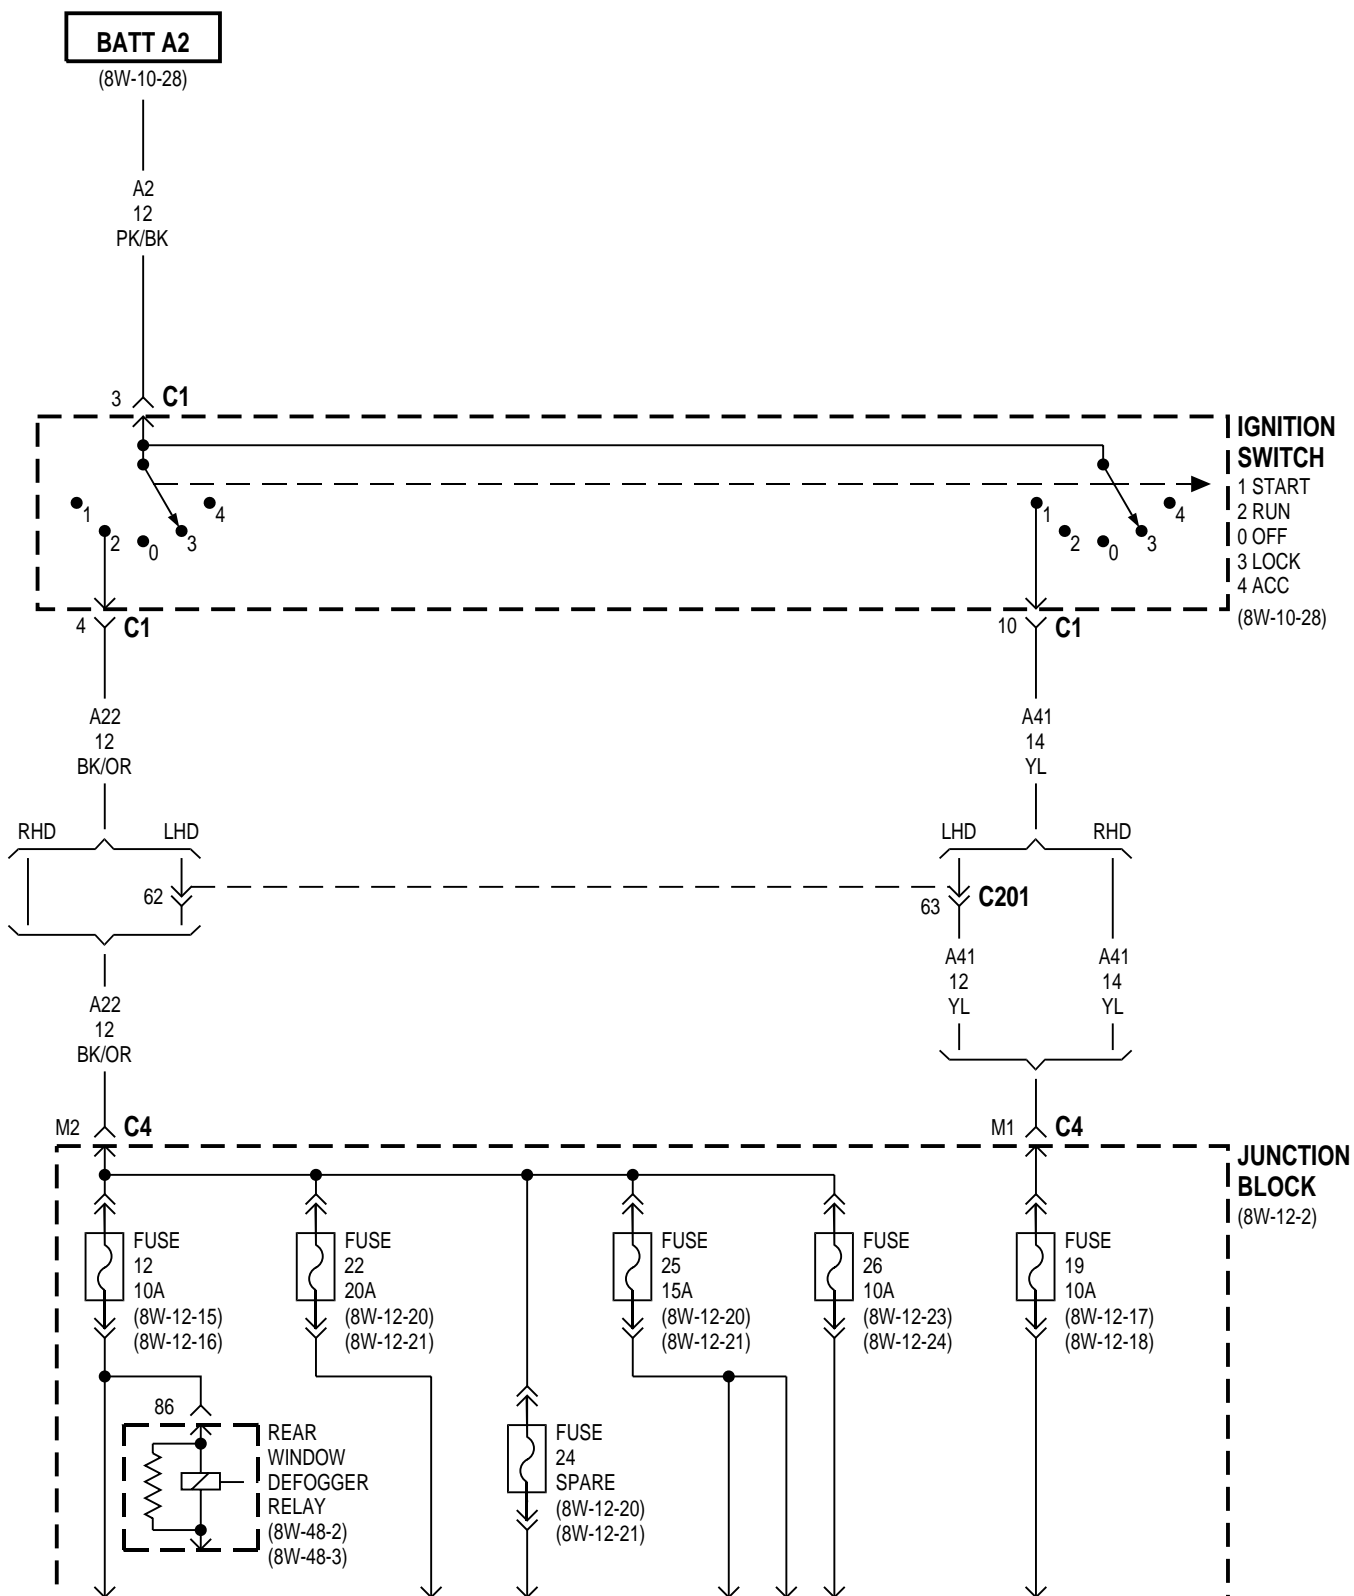 BATT A2
(8W-10-28)
A2
12
PK/BK
3 C1
IGNITION
SWITCH
1 START
2 RUN
0 OFF
3 LOCK
4 ACC
(8W-10-28)
1
2
0
3
4
1
2
0
3
4
4 C1
10 C1
A22
12
BK/OR
A41
14
YL
RHD
LHD
LHD
RHD
62
63 C201
A22
12
BK/OR
A41
12
YL
A41
14
YL
M2 C4
M1 C4
JUNCTION
BLOCK
(8W-12-2)
FUSE
12
10A
(8W-12-15)
(8W-12-16)
FUSE
22
20A
(8W-12-20)
(8W-12-21)
FUSE
25
15A
(8W-12-20)
(8W-12-21)
FUSE
26
10A
(8W-12-23)
(8W-12-24)
FUSE
19
10A
(8W-12-17)
(8W-12-18)
86
REAR
WINDOW
DEFOGGER
RELAY
(8W-48-2)
(8W-48-3)
FUSE
24
SPARE
(8W-12-20)
(8W-12-21)